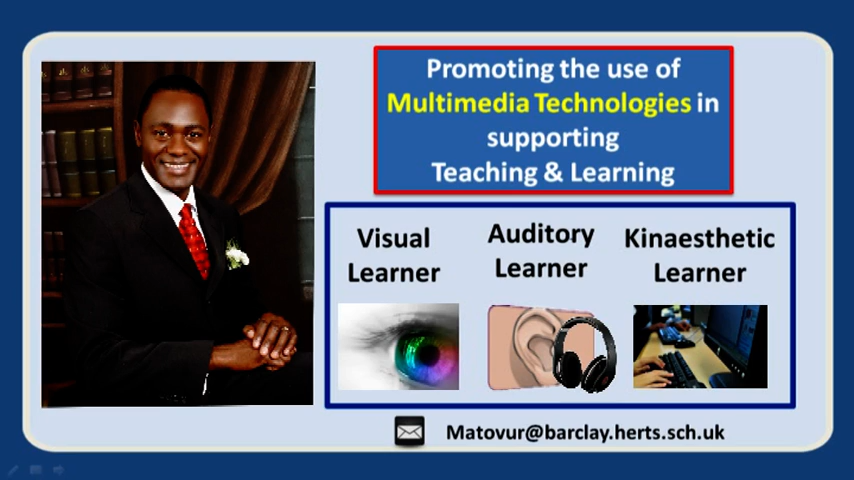 Promoting the use of
Multimedia Technologies in
supporting
Teaching & Learning
Visual
Learner
Auditory
Learner
Kinaesthetic
Learner
Matovur@barclay.herts.sch.uk